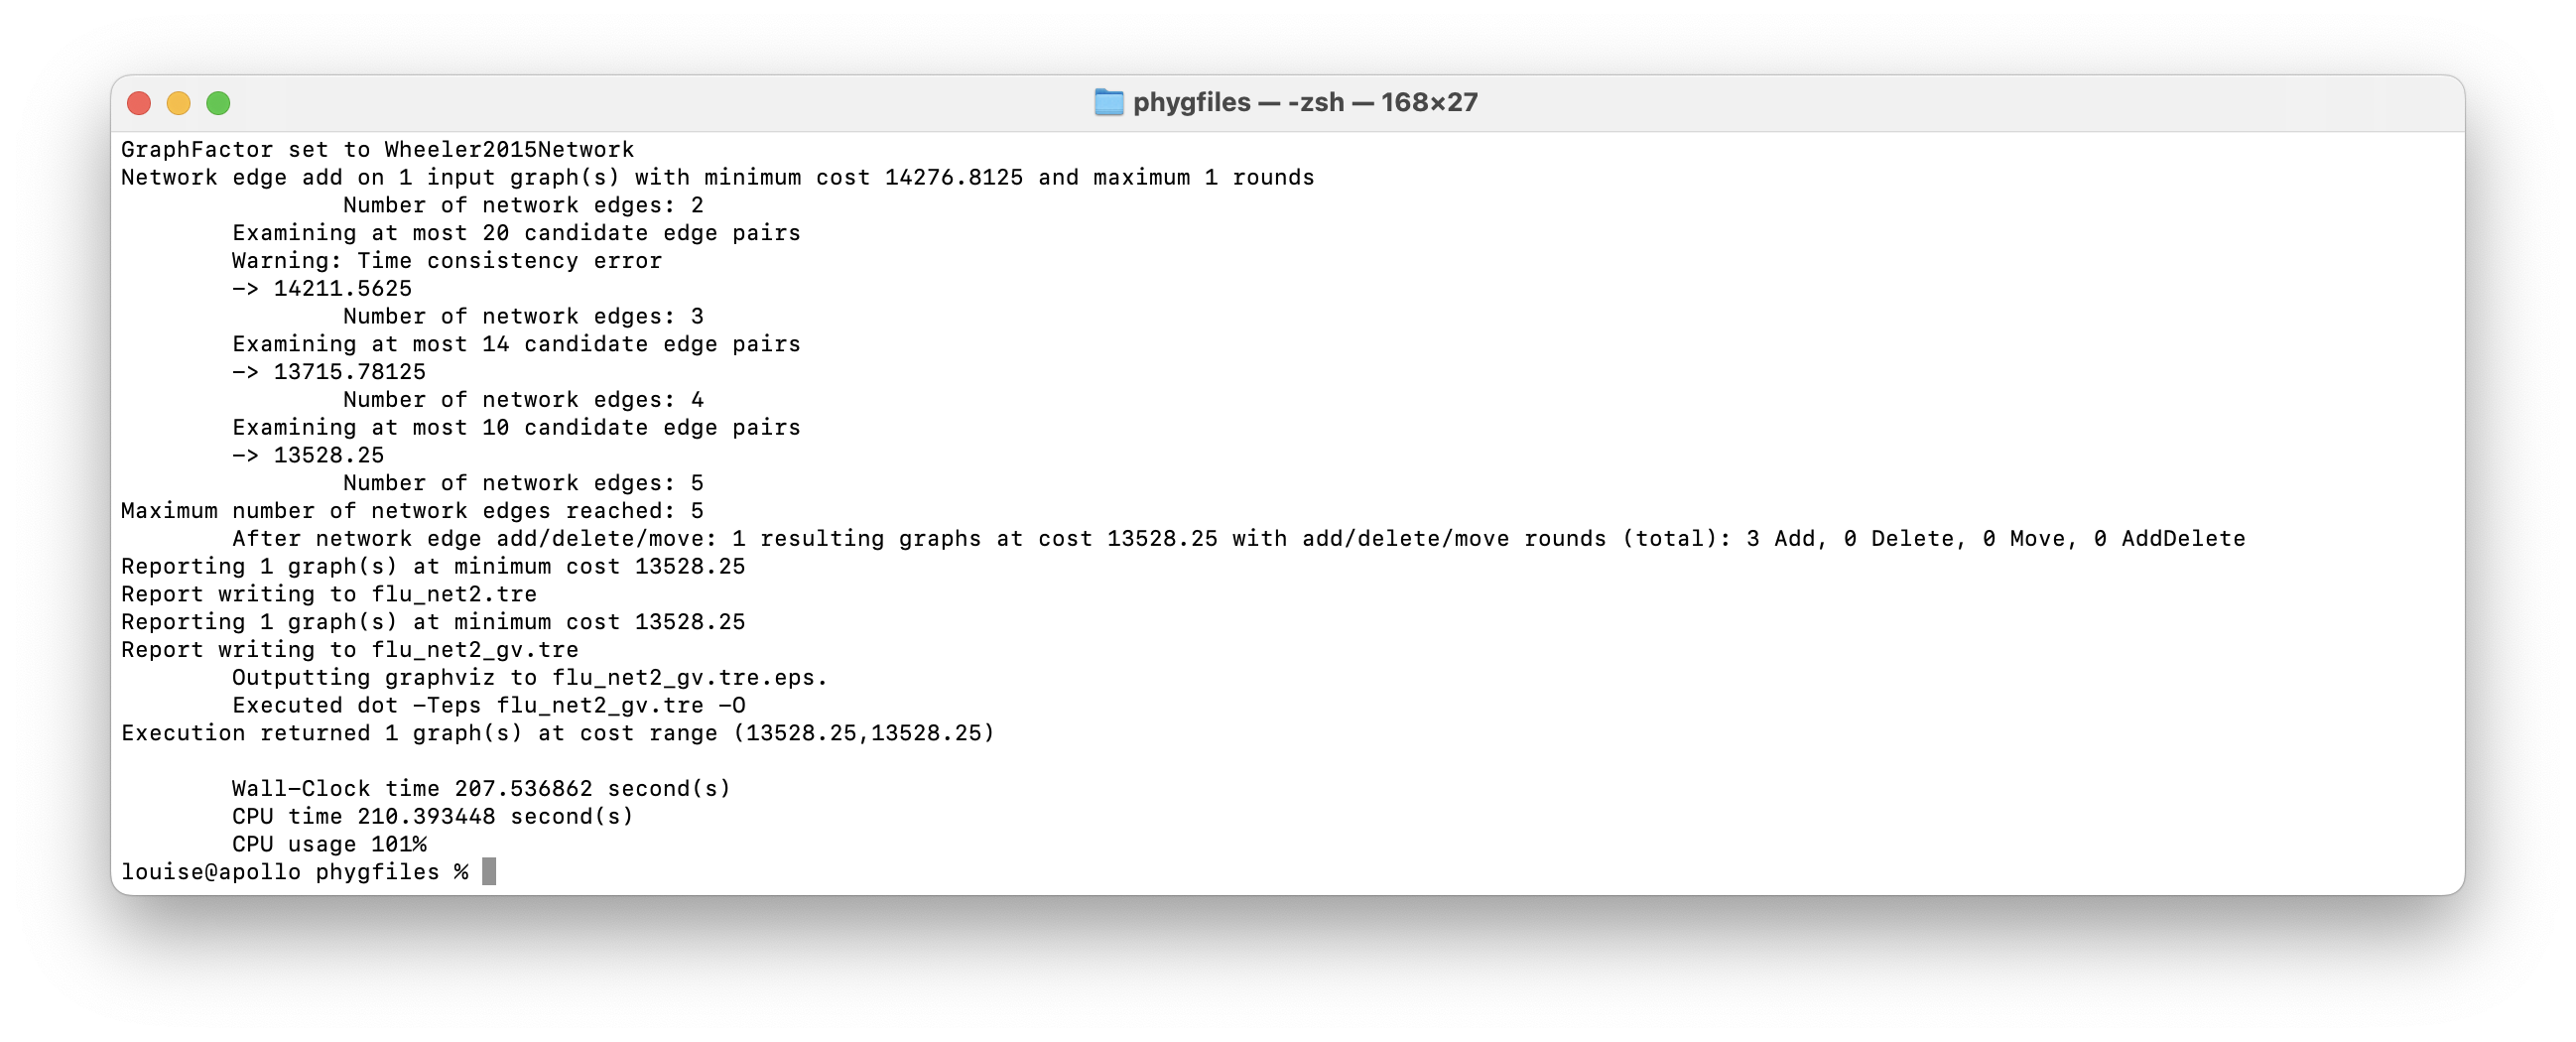 phygfiles — -zsh — 168×27
GraphFactor set to Wheeler2015Network
Network edge add on 1 input graph(s) with minimum cost 14276.8125 and maximum 1 rounds
Number of network edges: 2
Examining at most 20 candidate edge pairs
Warning: Time consistency error
-> 14211.5625
Number of network edges: 3
Examining at most 14 candidate edge pairs
-> 13715.78125
Number of network edges: 4
Examining at most 10 candidate edge pairs
-> 13528.25
Number of network edges: 5
Maximum number of network edges reached: 5
After network edge add/delete/move: 1 resulting graphs at cost 13528.25 with add/delete/move rounds (total): 3 Add, 0 Delete, 0 Move, 0 AddDelete
Reporting 1 graph(s) at minimum cost 13528.25
Report writing to flu_net2.tre
Reporting 1 graph(s) at minimum cost 13528.25
Report writing to flu_net2_gv.tre
Outputting graphviz to flu_net2_gv.tre.eps.
Executed dot -Teps flu_net2_gv.tre -O
Execution returned 1 graph(s) at cost range (13528.25,13528.25)
Wall-Clock time 207.536862 second(s)
CPU time 210.393448 second(s)
CPU usage 101%
louise@apollo phygfiles %